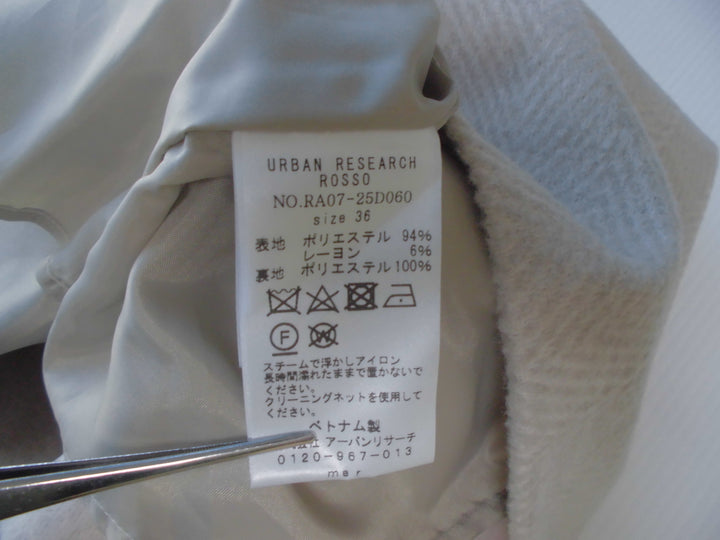 URBAN RESEARCH
ROSSO
NO.RA07-25D060
size 36
表地 ポリエステル 94%
レーヨン 6%
裏地 ポリエステル 100%
F
W
スチームで浮かしアイロン
長時間濡れたままで置かないで
ください。
クリーニングネットを使用して
ください。
ベトナム製
アーバンリサーチ
0120-967-013
mar